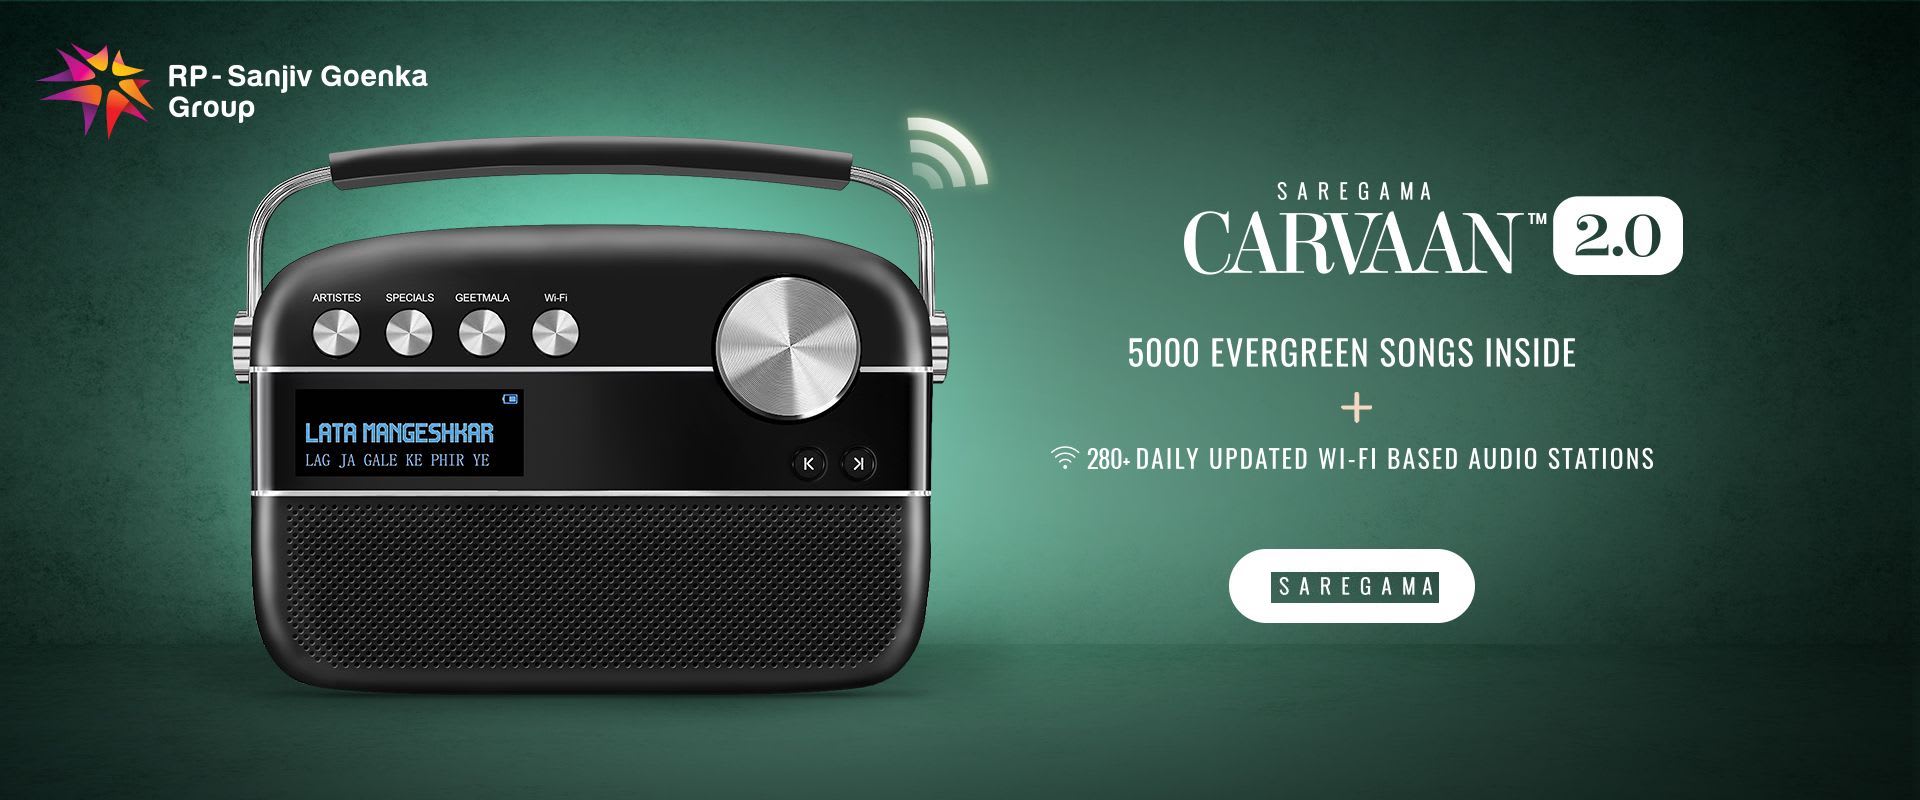 RP-Sanjiv Goenka
Group
ARTISTES SPECIALS GEETMALA Wi-Fi
LATA MANGESHKAR
LAG JA GALE KE PHIR YE
SAREGAMA
CARVAAN™ 2.0
5000 EVERGREEN SONGS INSIDE
+
280+ DAILY UPDATED WI-FI BASED AUDIO STATIONS
SAREGAMA